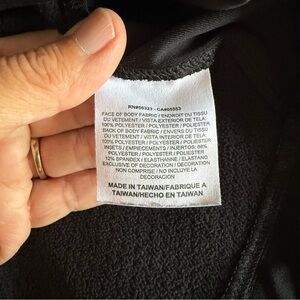 RN#56323 - CA#05553
FACE OF BODY FABRIC / ENDROIT DU TISSU
DU VETEMENT / VISTA EXTERIOR DE TELA:
100% POLYESTER / POLYESTER / POLIESTER
BACK OF BODY FABRIC / ENVERS DU TISSU
DU VETEMENT / VISTA INTERIOR DE LA TELA:
100% POLYESTER / POLYESTER / POLIESTER
INSETS / EMPIECEMENTS / INJERTOS: 88%
POLYESTER / POLYESTER / POLIESTER
12% SPANDEX / ELASTHANNE / ELASTANO
EXCLUSIVE OF DECORATION / DECORATION
NON COMPRISE / NO INCLUYE LA
DECORACION
MADE IN TAIWAN/FABRIQUE A
TAIWAN/HECHO EN TAIWAN